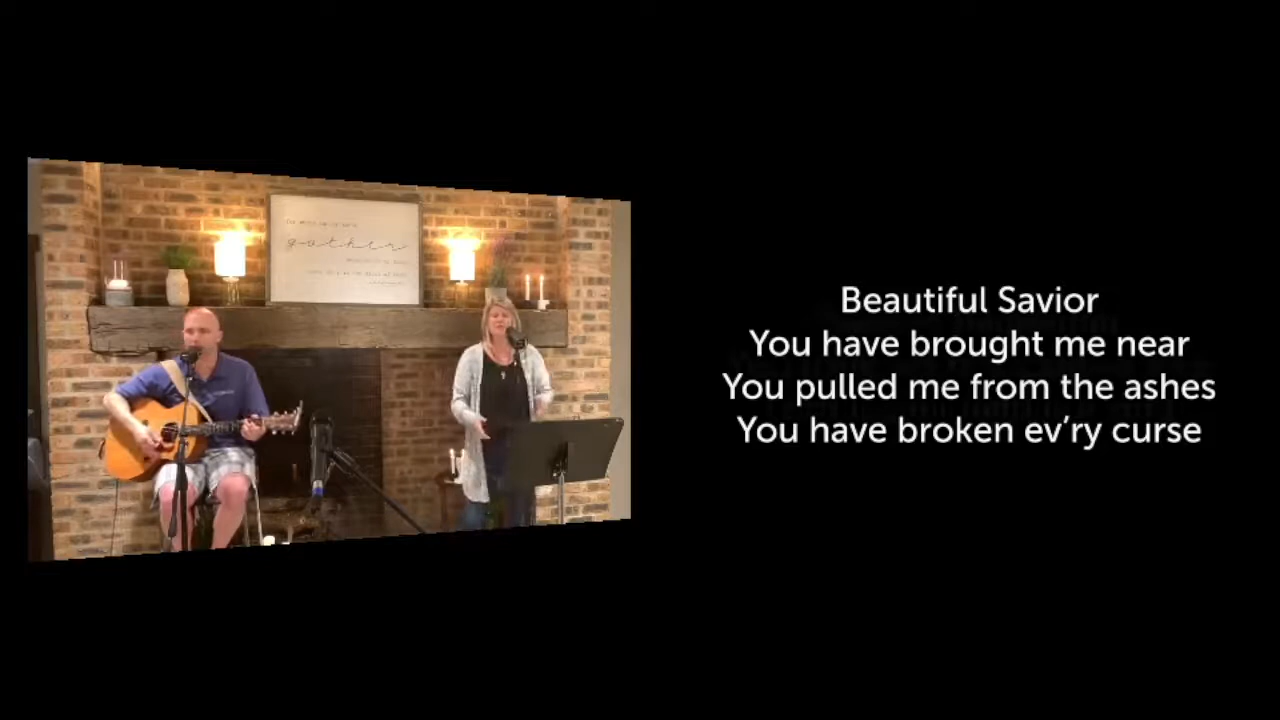 gather
Beautiful Savior
You have brought me near
You pulled me from the ashes
You have broken ev’ry curse